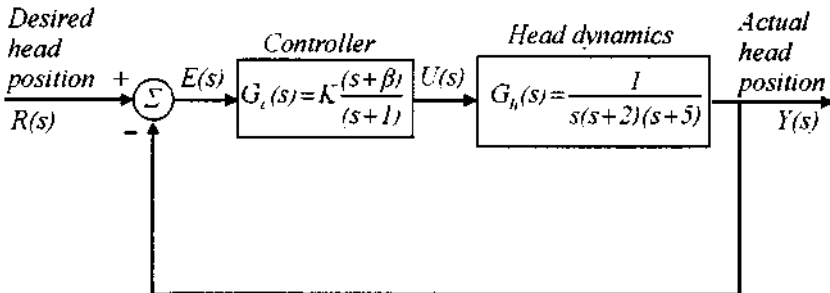 Desired
head
position
+
R(s)
Σ
−
E(s)
Controller
G_c(s)=K (s+β)/(s+1)
U(s)
Head dynamics
G_h(s)= 1/(s(s+2)(s+5))
Actual
head
position
Y(s)